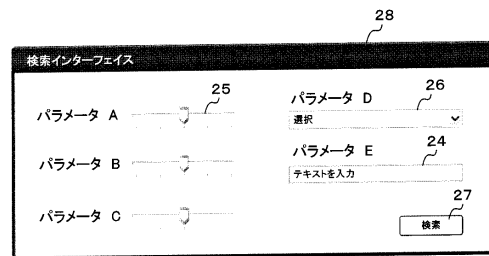 28
検索インターフェイス
25
パラメータ A
パラメータ B
パラメータ C
パラメータ D
26
選択
パラメータ E
24
テキストを入力
27
検索